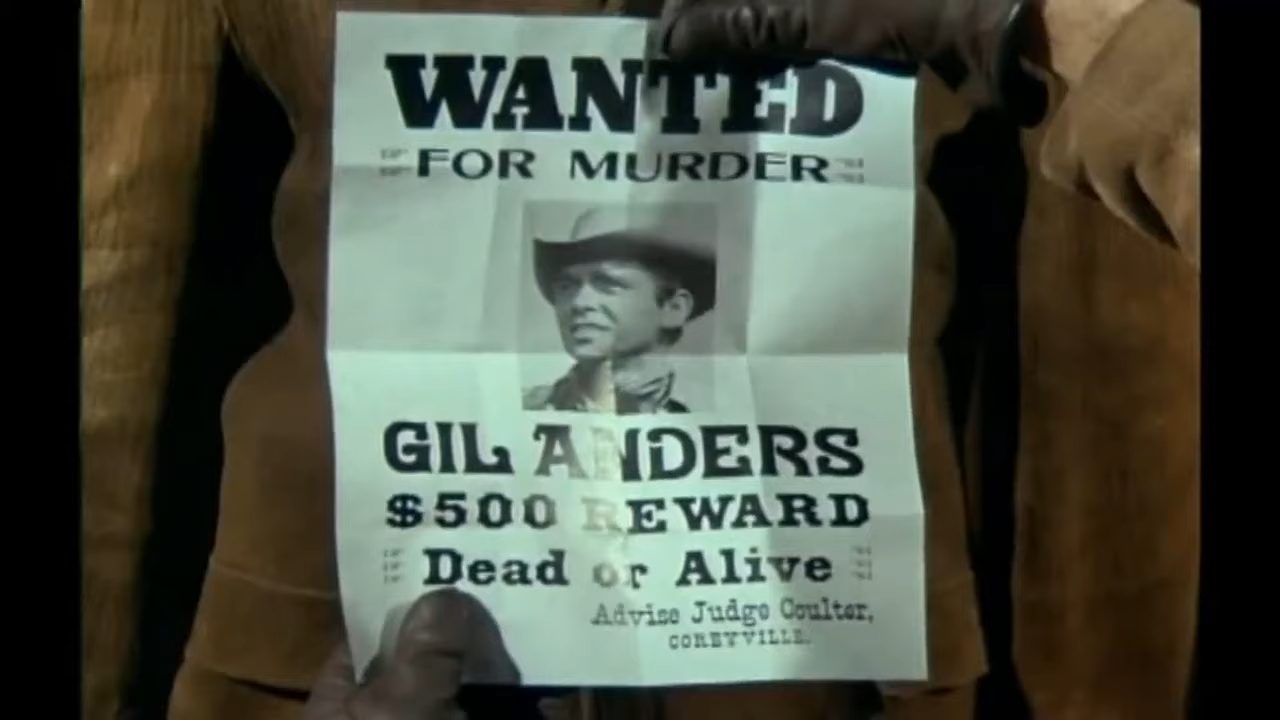 WANTED
FOR MURDER
GIL ANDERS
$500 REWARD
Dead or Alive
Advise Judge Coulter,
COREYVILLE.